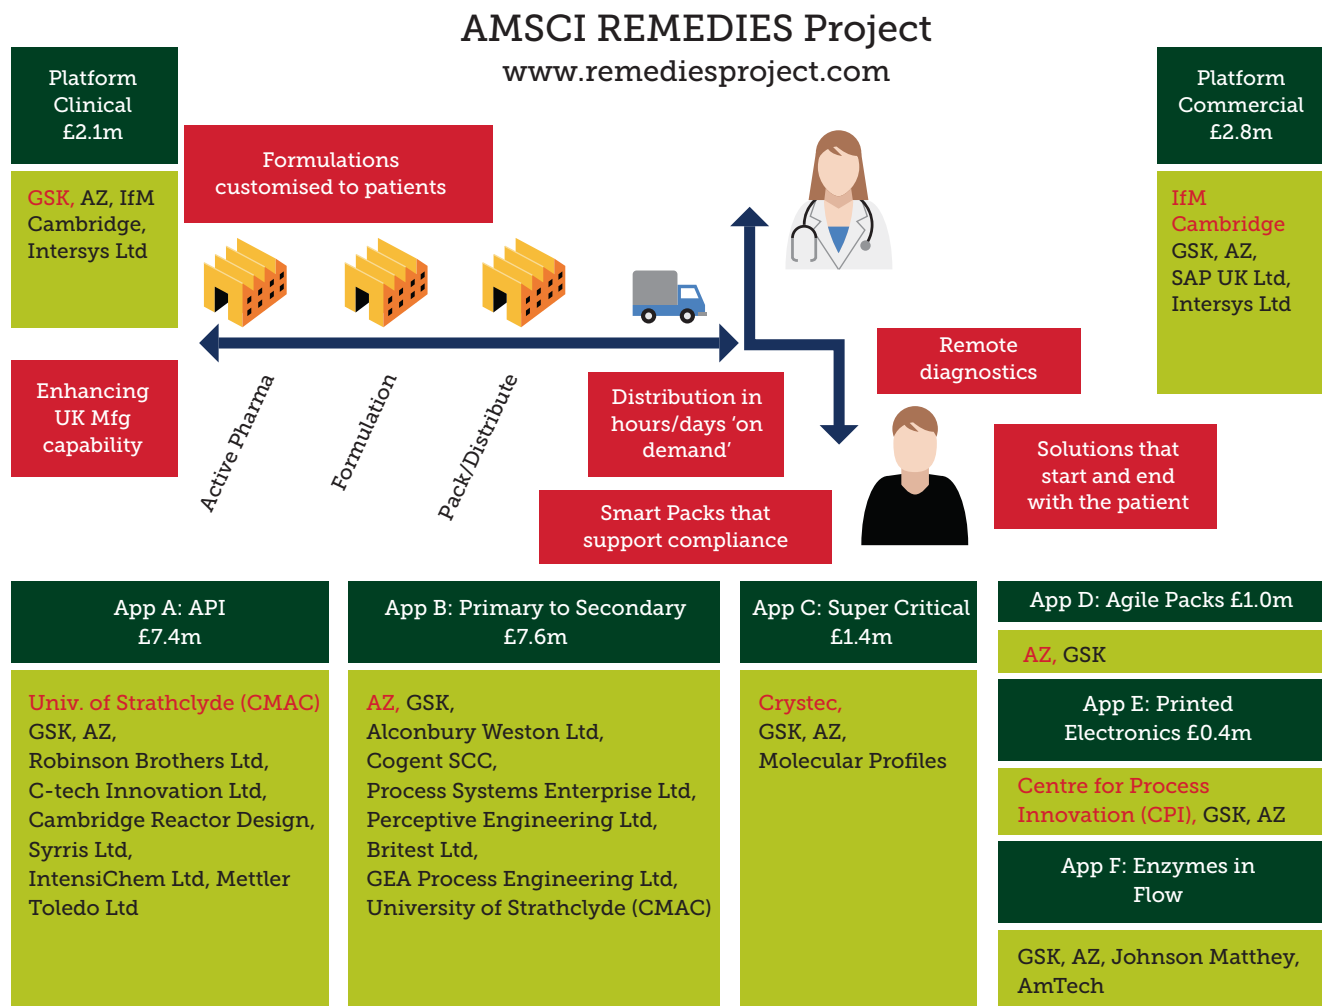 AMSCI REMEDIES Project
www.remediesproject.com
Platform
Clinical
£2.1m
GSK, AZ, IfM
Cambridge,
Intersys Ltd
Formulations
customised to patients
Platform
Commercial
£2.8m
IfM
Cambridge
GSK, AZ,
SAP UK Ltd,
Intersys Ltd
Enhancing
UK Mfg
capability
Active Pharma
Formulation
Pack/Distribute
Distribution in
hours/days ‘on
demand’
Remote
diagnostics
Smart Packs that
support compliance
Solutions that
start and end
with the patient
App A: API
£7.4m
Univ. of Strathclyde (CMAC)
GSK, AZ,
Robinson Brothers Ltd,
C-tech Innovation Ltd,
Cambridge Reactor Design,
Syrris Ltd,
IntensiChem Ltd, Mettler
Toledo Ltd
App B: Primary to Secondary
£7.6m
AZ, GSK,
Alconbury Weston Ltd,
Cogent SCC,
Process Systems Enterprise Ltd,
Perceptive Engineering Ltd,
Britest Ltd,
GEA Process Engineering Ltd,
University of Strathclyde (CMAC)
App C: Super Critical
£1.4m
Crystec,
GSK, AZ,
Molecular Profiles
App D: Agile Packs £1.0m
AZ, GSK
App E: Printed
Electronics £0.4m
Centre for Process
Innovation (CPI), GSK, AZ
App F: Enzymes in
Flow
GSK, AZ, Johnson Matthey,
AmTech